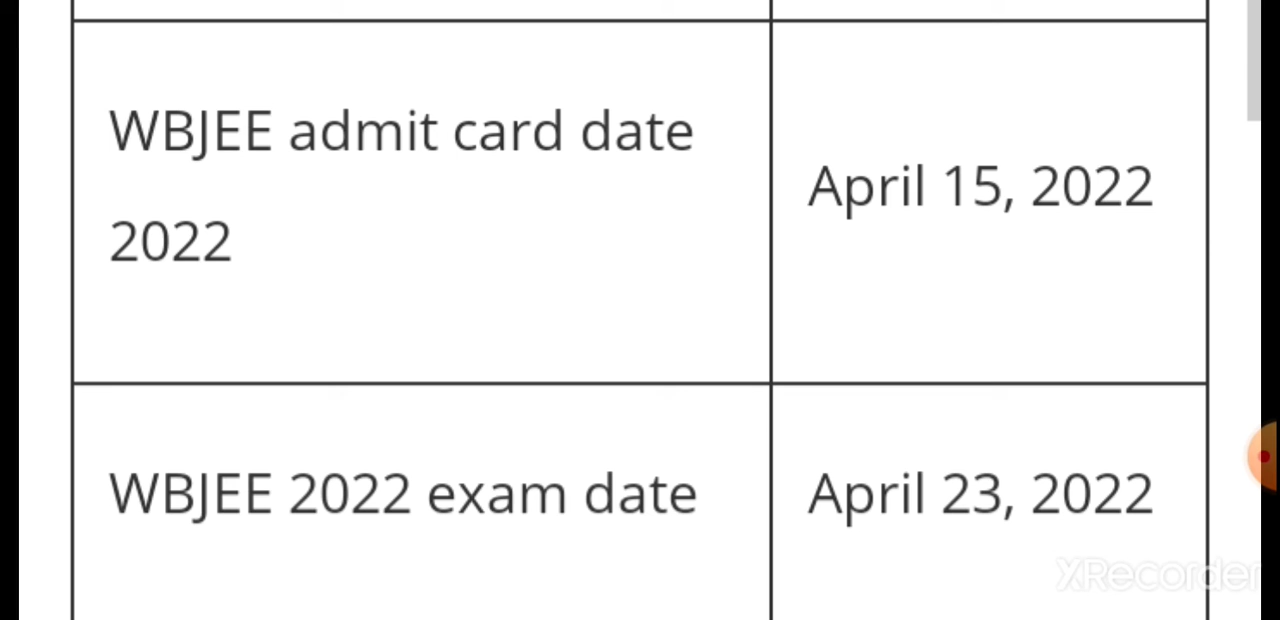 WBJEE admit card date
2022
April 15, 2022
WBJEE 2022 exam date
April 23, 2022
XRecorder